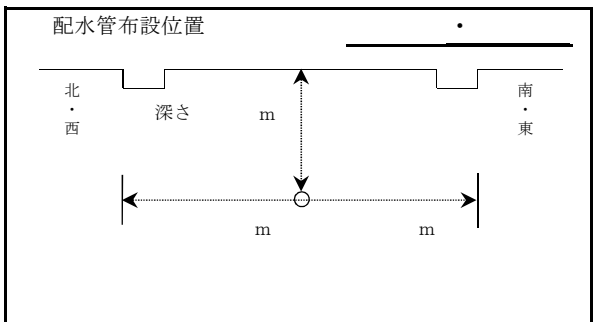 配水管布設位置 ・
北・西
南・東
深さ m
m m